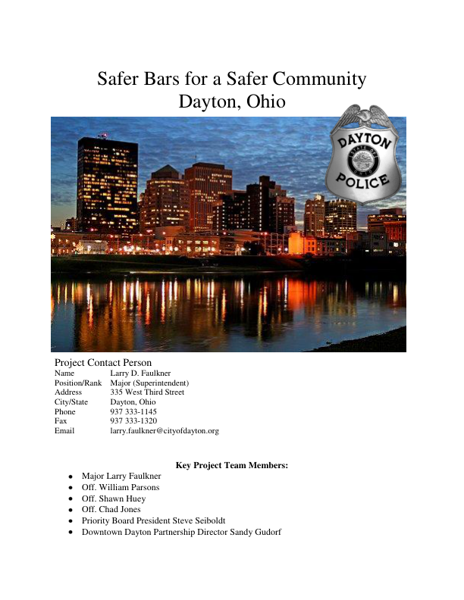 Safer Bars for a Safer Community
Dayton, Ohio
DAYTON
POLICE
Project Contact Person
Name Larry D. Faulkner
Position/Rank Major (Superintendent)
Address 335 West Third Street
City/State Dayton, Ohio
Phone 937 333-1145
Fax 937 333-1320
Email larry.faulkner@cityofdayton.org
Key Project Team Members:
• Major Larry Faulkner
• Off. William Parsons
• Off. Shawn Huey
• Off. Chad Jones
• Priority Board President Steve Seiboldt
• Downtown Dayton Partnership Director Sandy Gudorf